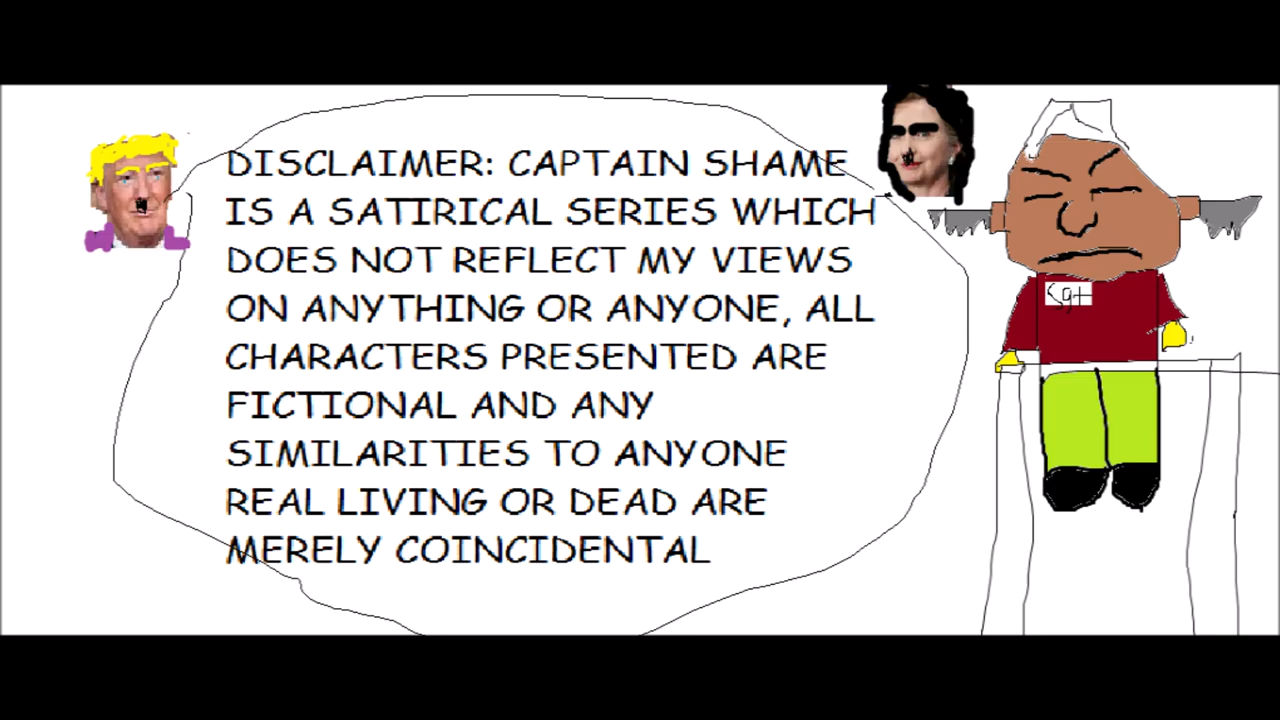 DISCLAIMER: CAPTAIN SHAME
IS A SATIRICAL SERIES WHICH
DOES NOT REFLECT MY VIEWS
ON ANYTHING OR ANYONE, ALL
CHARACTERS PRESENTED ARE
FICTIONAL AND ANY
SIMILARITIES TO ANYONE
REAL LIVING OR DEAD ARE
MERELY COINCIDENTAL
Sgt